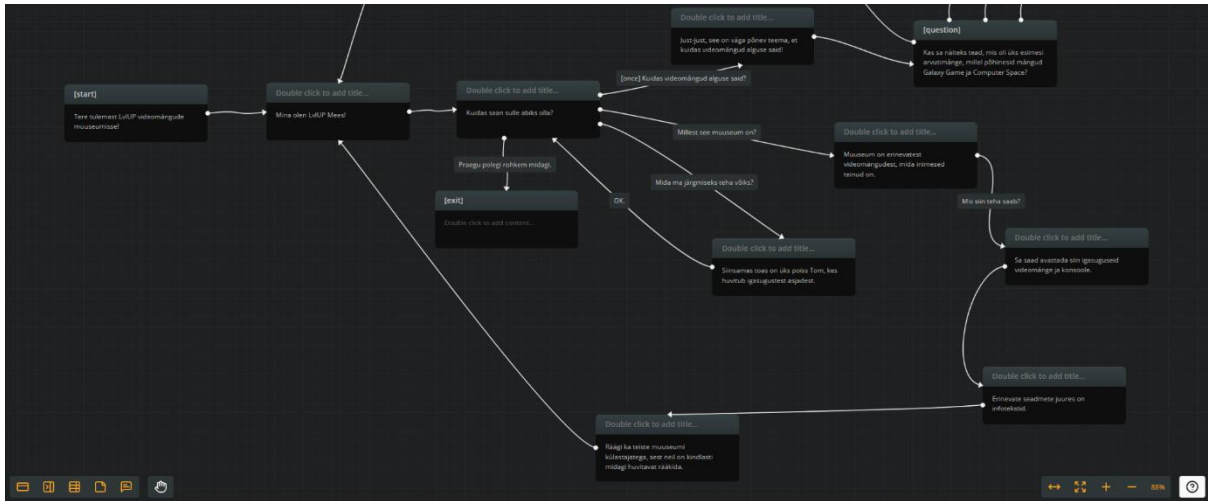 Double click to add title...
Just-just, see on väga põnev teema, et
kuidas videomängud alguse said!
[question]
Kas sa näiteks tead, mis oli üks esimesi
arvutimänge, millel põhinesid mängud
Galaxy Game ja Computer Space?
[once] Kuidas videomängud alguse said?
[start]
Tere tulemast LvlUP videomängude
muuseumisse!
Double click to add title...
Mina olen LvlUP Mees!
Double click to add title...
Kuidas saan sulle abiks olla?
Millest see muuseum on?
Double click to add title...
Muuseum on erinevatest
videomängudest, mida inimesed
teinud on.
Praegu polegi rohkem midagi.
Mida ma järgmiseks teha võiks?
[exit]
Double click to add content...
OK.
Mis siin teha saab?
Double click to add title...
Siinsamas toas on üks poiss Tom, kes
huvitub igasugustest asjadest.
Double click to add title...
Sa saad avastada siin igasuguseid
videomänge ja konsoole.
Double click to add title...
Erinevate seadmete juures on
infotekstid.
Double click to add title...
Räägi ka teiste muuseumi
külastajatega, sest neil on kindlasti
midagi huvitavat rääkida.
88%